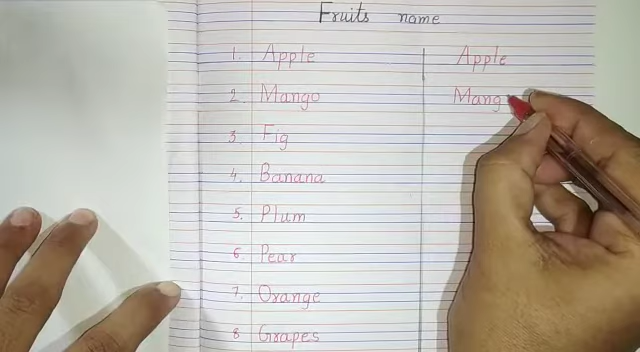 Fruits name
1. Apple Apple
2. Mango Mang
3. Fig
4. Banana
5. Plum
6. Pear
7. Orange
8 Grapes